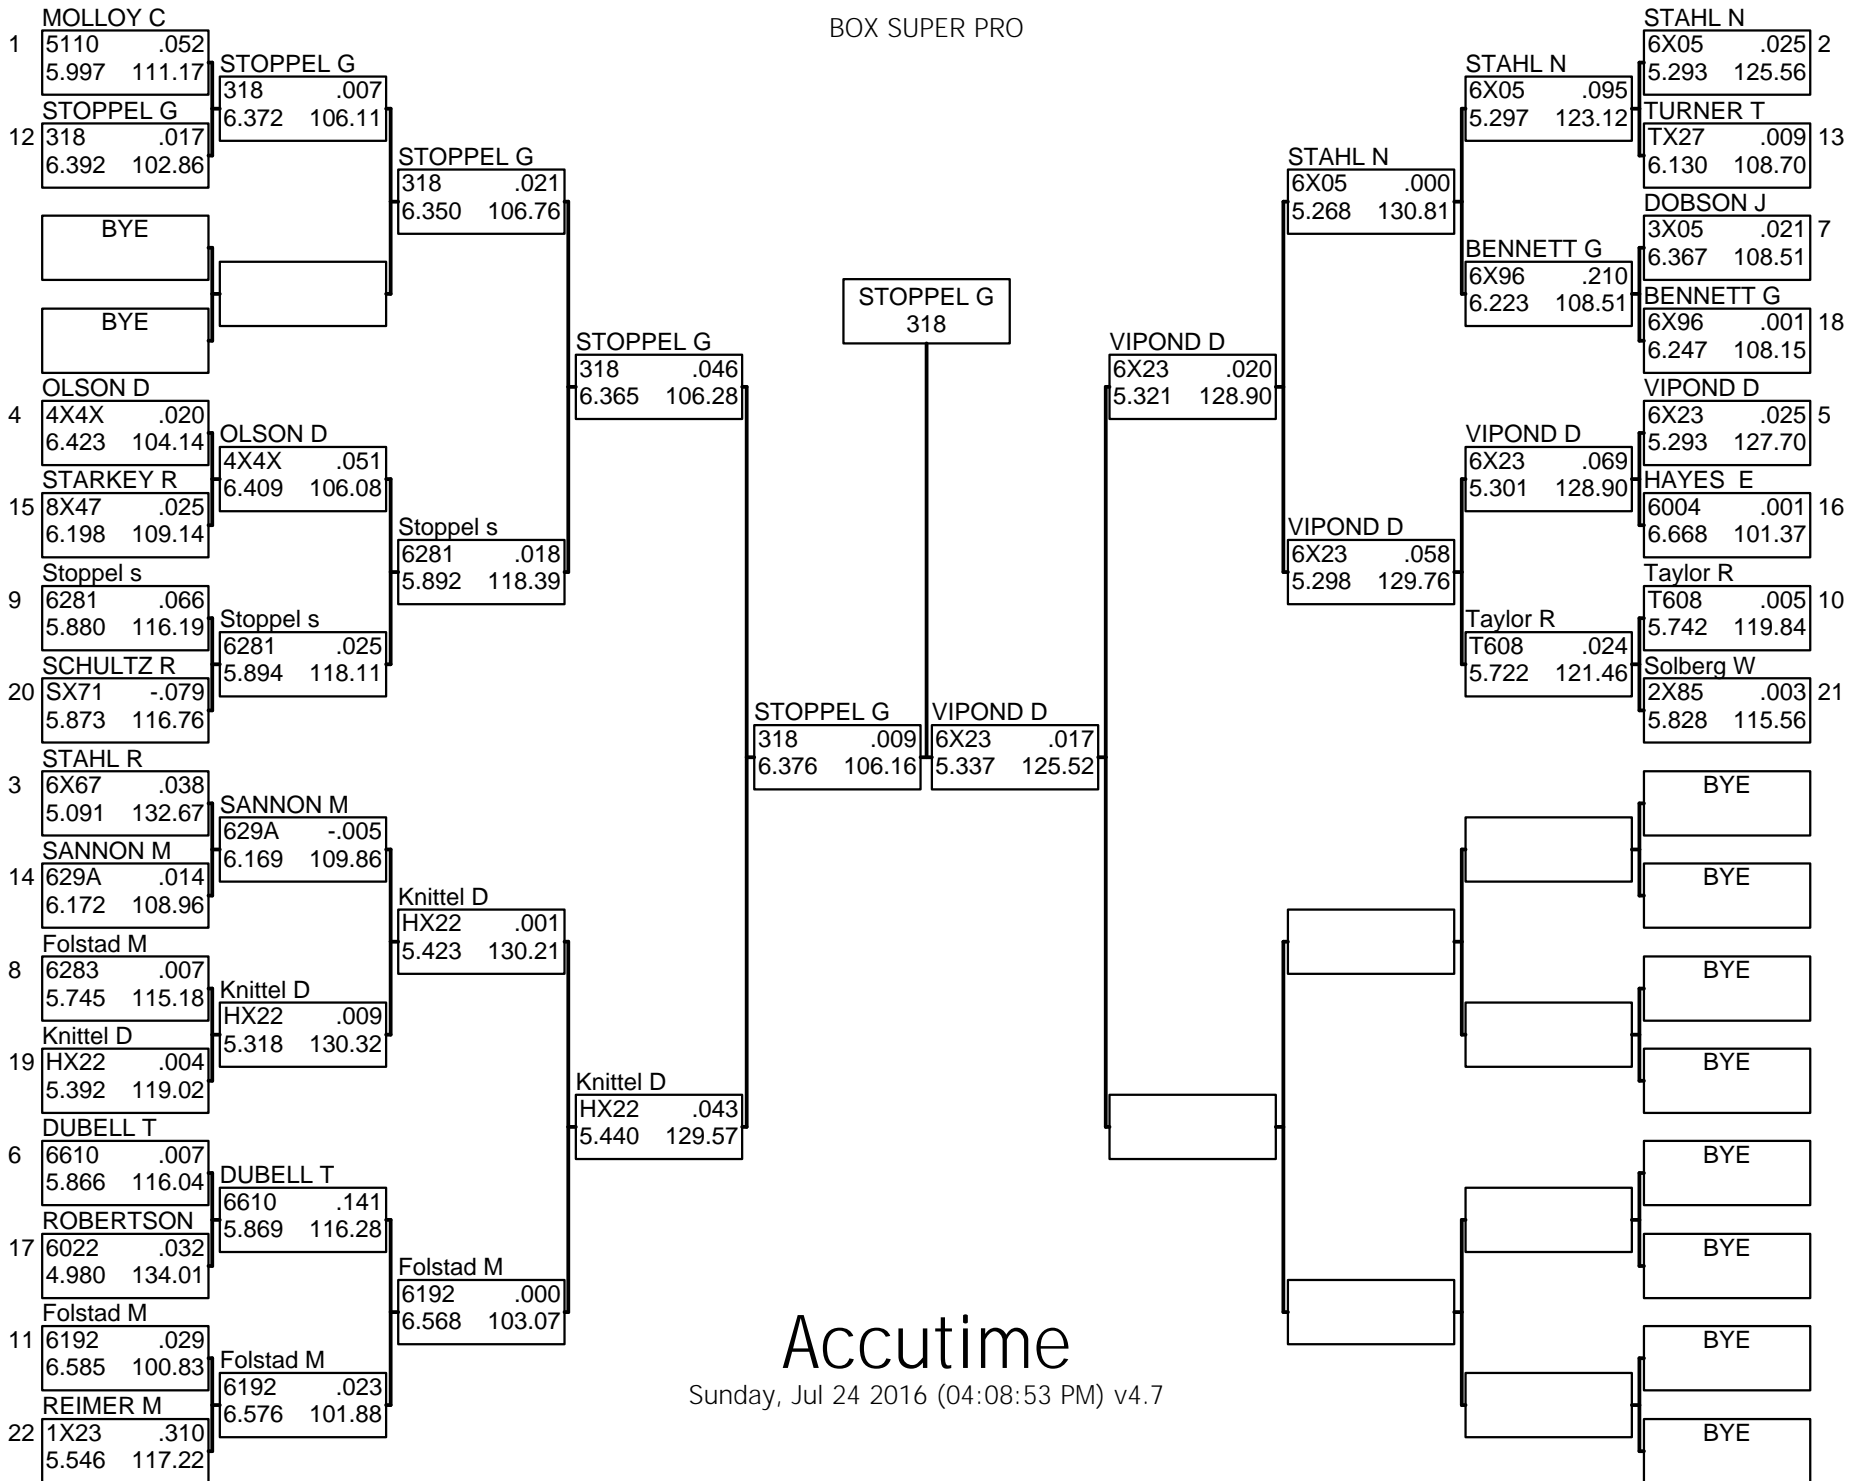 BOX SUPER PRO
MOLLOY C
1 5110 .052
5.997 111.17
STOPPEL G
12 318 .017
6.392 102.86
BYE
BYE
OLSON D
4 4X4X .020
6.423 104.14
STARKEY R
15 8X47 .025
6.198 109.14
Stoppel s
9 6281 .066
5.880 116.19
SCHULTZ R
20 SX71 -.079
5.873 116.76
STAHL R
3 6X67 .038
5.091 132.67
SANNON M
14 629A .014
6.172 108.96
Folstad M
8 6283 .007
5.745 115.18
Knittel D
19 HX22 .004
5.392 119.02
DUBELL T
6 6610 .007
5.866 116.04
ROBERTSON
17 6022 .032
4.980 134.01
Folstad M
11 6192 .029
6.585 100.83
REIMER M
22 1X23 .310
5.546 117.22
STOPPEL G
318 .007
6.372 106.11
OLSON D
4X4X .051
6.409 106.08
Stoppel s
6281 .025
5.894 118.11
SANNON M
629A -.005
6.169 109.86
Knittel D
HX22 .009
5.318 130.32
DUBELL T
6610 .141
5.869 116.28
Folstad M
6192 .023
6.576 101.88
STOPPEL G
318 .021
6.350 106.76
Stoppel s
6281 .018
5.892 118.39
Knittel D
HX22 .001
5.423 130.21
Folstad M
6192 .000
6.568 103.07
STOPPEL G
318 .046
6.365 106.28
Knittel D
HX22 .043
5.440 129.57
STOPPEL G
318 .009
6.376 106.16
STOPPEL G
318
VIPOND D
6X23 .017
5.337 125.52
VIPOND D
6X23 .020
5.321 128.90
STAHL N
6X05 .000
5.268 130.81
VIPOND D
6X23 .058
5.298 129.76
STAHL N
6X05 .095
5.297 123.12
BENNETT G
6X96 .210
6.223 108.51
VIPOND D
6X23 .069
5.301 128.90
Taylor R
T608 .024
5.722 121.46
STAHL N
6X05 .025 2
5.293 125.56
TURNER T
TX27 .009 13
6.130 108.70
DOBSON J
3X05 .021 7
6.367 108.51
BENNETT G
6X96 .001 18
6.247 108.15
VIPOND D
6X23 .025 5
5.293 127.70
HAYES E
6004 .001 16
6.668 101.37
Taylor R
T608 .005 10
5.742 119.84
Solberg W
2X85 .003 21
5.828 115.56
BYE
BYE
BYE
BYE
BYE
BYE
BYE
BYE
Accutime
Sunday, Jul 24 2016 (04:08:53 PM) v4.7